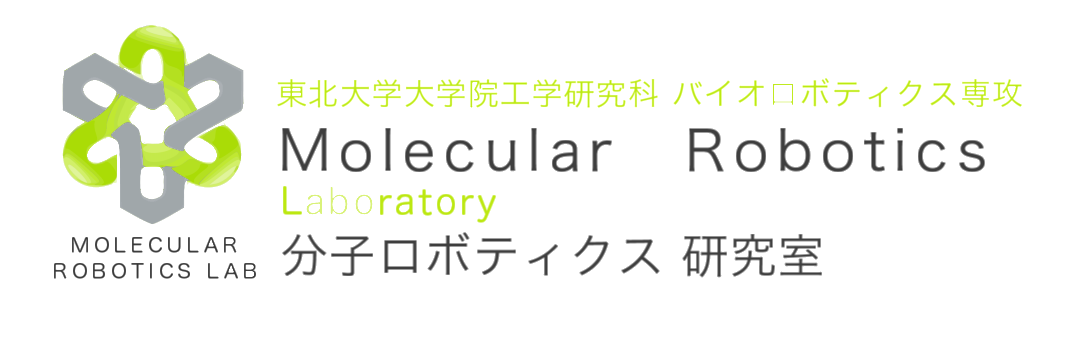 東北大学大学院工学研究科 バイオロボティクス専攻
Molecular Robotics
Laboratory
分子ロボティクス 研究室
MOLECULAR
ROBOTICS LAB